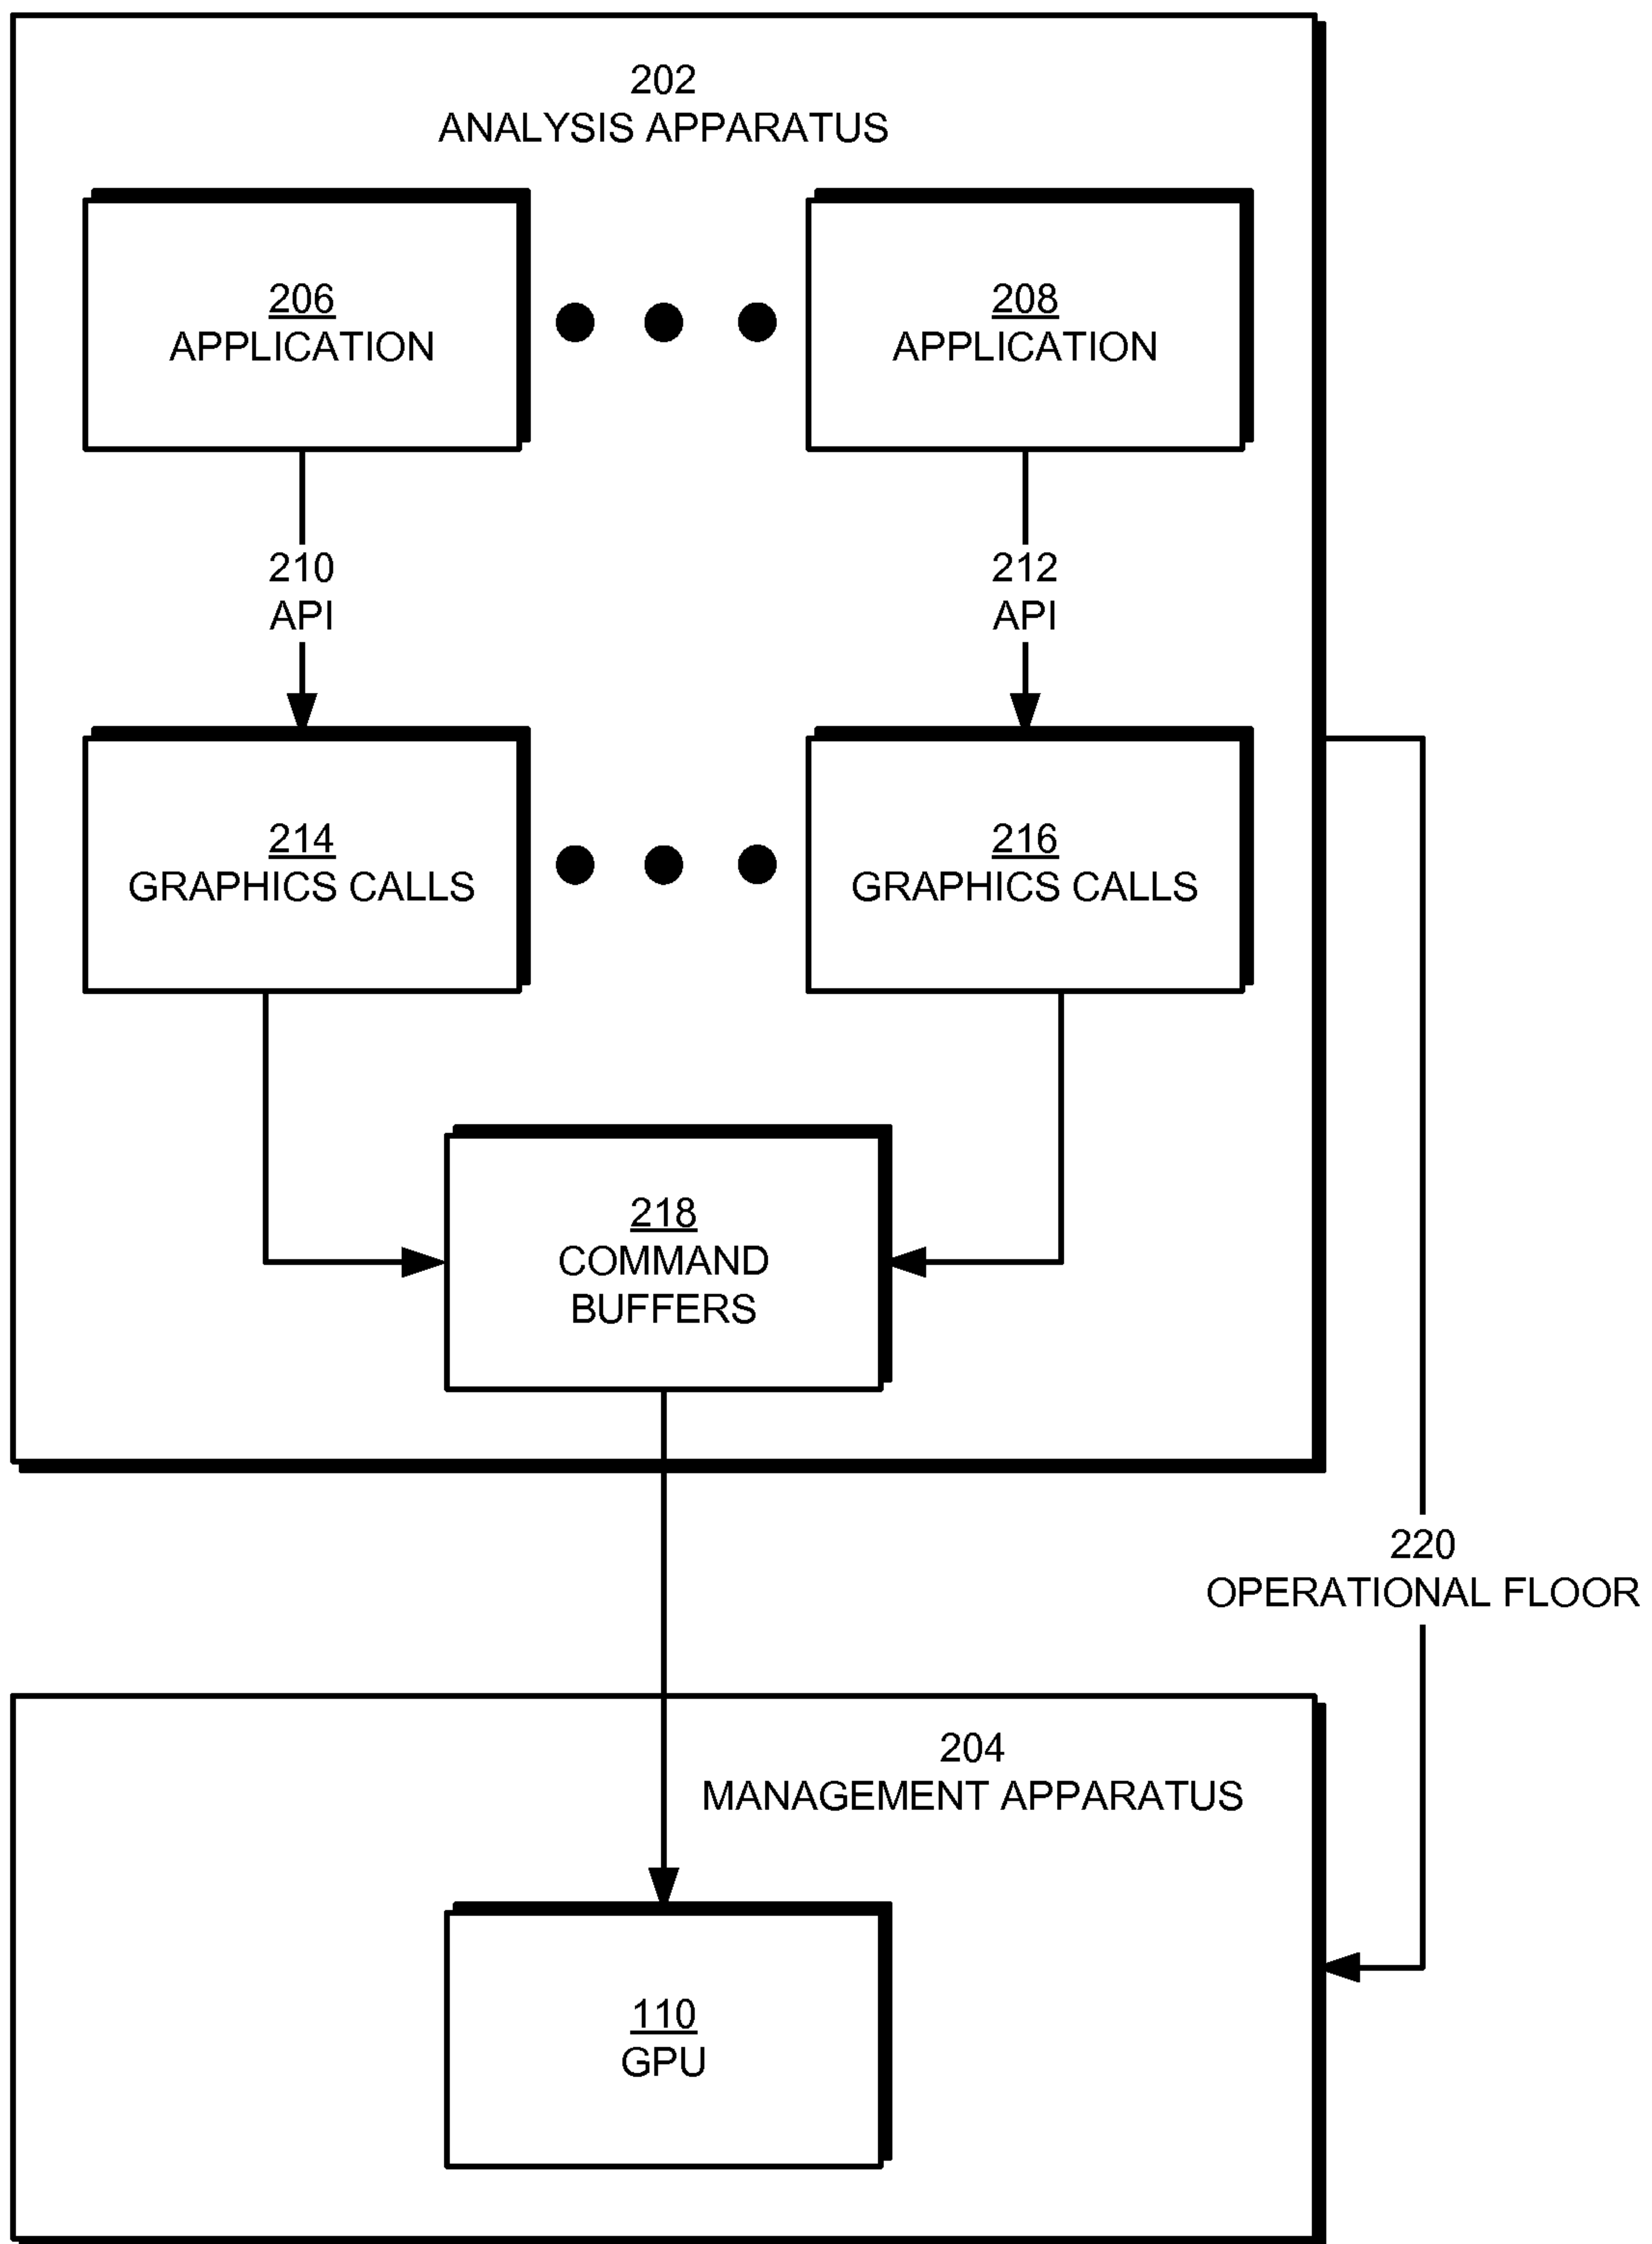 202
ANALYSIS APPARATUS
206
APPLICATION
208
APPLICATION
210
API
212
API
214
GRAPHICS CALLS
216
GRAPHICS CALLS
218
COMMAND
BUFFERS
220
OPERATIONAL FLOOR
204
MANAGEMENT APPARATUS
110
GPU